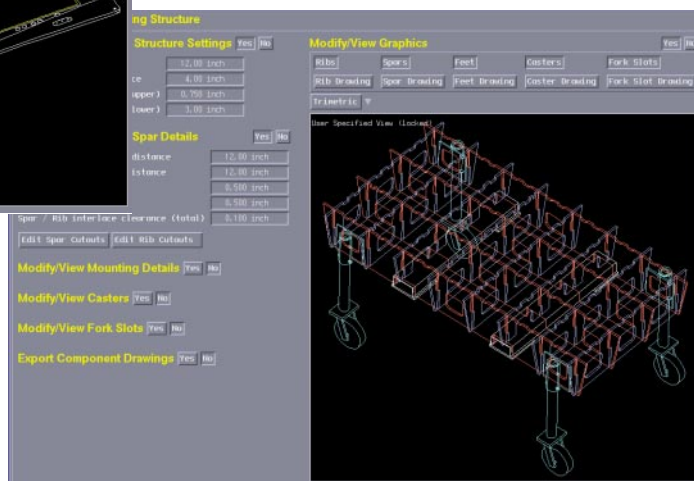 ng Structure
Structure Settings Yes No
12.00 inch
ce 4.00 inch
upper) 0.750 inch
lower) 3.00 inch
Spar Details Yes No
distance 12.00 inch
istance 12.00 inch
0.500 inch
0.500 inch
Spar / Rib interlace clearance (total) 0.100 inch
Edit Spar Cutouts Edit Rib Cutouts
Modify/View Mounting Details Yes No
Modify/View Casters Yes No
Modify/View Fork Slots Yes No
Export Component Drawings Yes No
Modify/View Graphics Yes No
Ribs Spars Feet Casters Fork Slots
Rib Drawing Spar Drawing Feet Drawing Caster Drawing Fork Slot Drawing
Trimetric
User Specified View (locked)